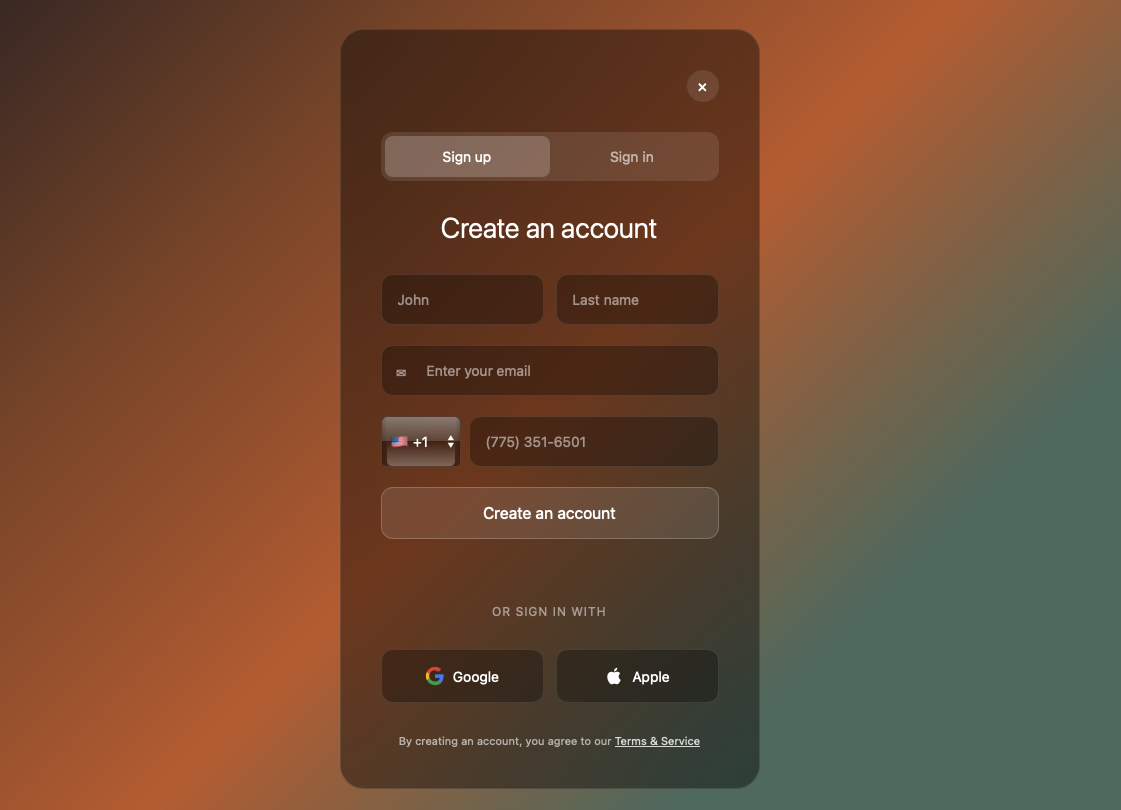 ×
Sign up Sign in
Create an account
John Last name
✉ Enter your email
🇺🇸 +1 (775) 351-6501
Create an account
OR SIGN IN WITH
Google Apple
By creating an account, you agree to our Terms & Service